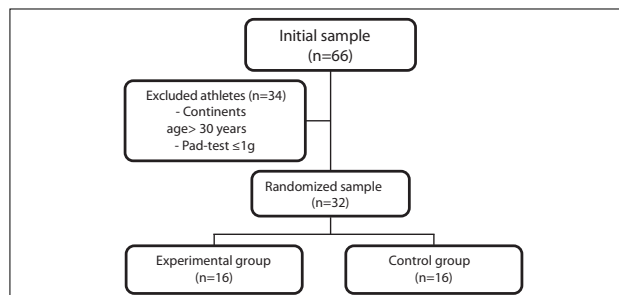 Initial sample
(n=66)
Excluded athletes (n=34)
- Continents
age> 30 years
- Pad-test ≤1g
Randomized sample
(n=32)
Experimental group
(n=16)
Control group
(n=16)